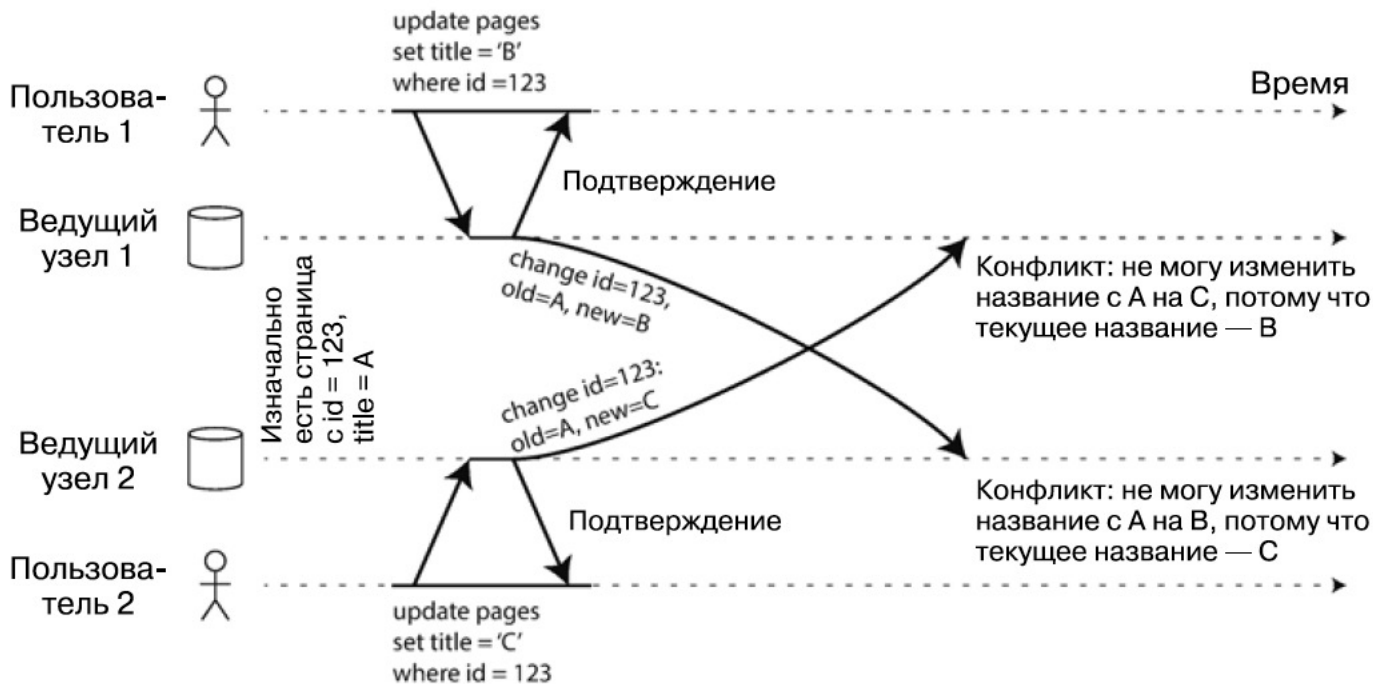 update pages
set title = 'B'
where id =123
Время
Пользова-
тель 1
Подтверждение
Ведущий
узел 1
change id=123,
old=A, new=B
Конфликт: не могу изменить
название с A на C, потому что
текущее название — B
Изначально
есть страница
с id = 123,
title = A
change id=123:
old=A, new=C
Ведущий
узел 2
Конфликт: не могу изменить
название с A на B, потому что
текущее название — C
Подтверждение
Пользова-
тель 2
update pages
set title = 'C'
where id = 123